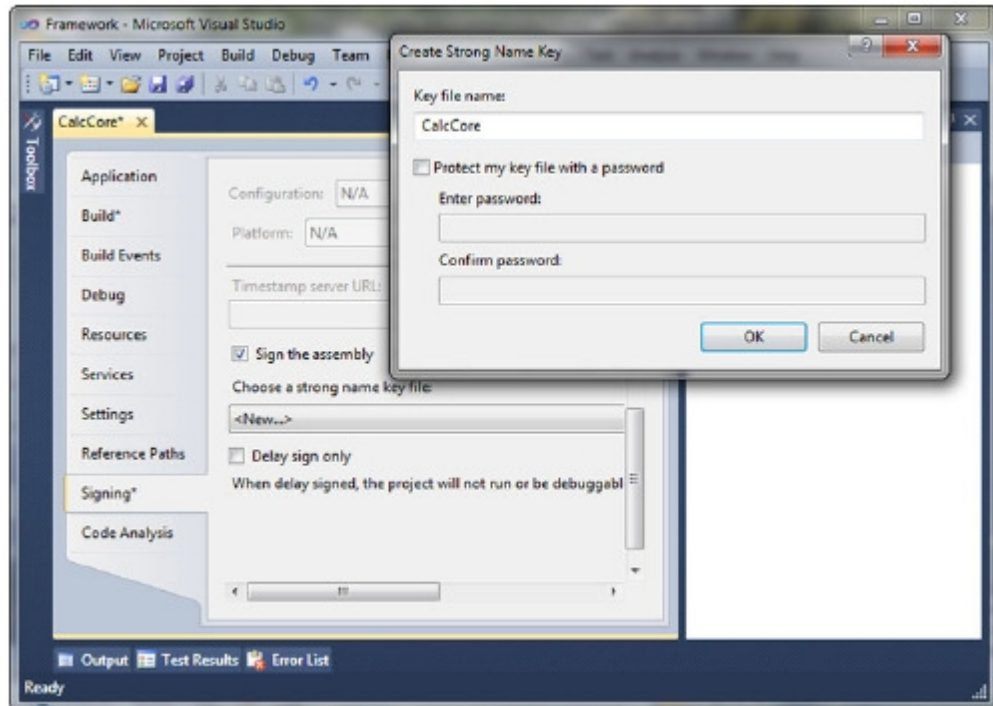 Framework - Microsoft Visual Studio
File Edit View Project Build Debug Team
CalcCore* X
Toolbox
Application
Build*
Build Events
Debug
Resources
Services
Settings
Reference Paths
Signing*
Code Analysis
Configuration: N/A
Platform: N/A
Timestamp server URL:
Sign the assembly
Choose a strong name key file:
<New...>
Delay sign only
When delay signed, the project will not run or be debuggabl
Create Strong Name Key
Key file name:
CalcCore
Protect my key file with a password
Enter password:
Confirm password:
OK Cancel
Output Test Results Error List
Ready